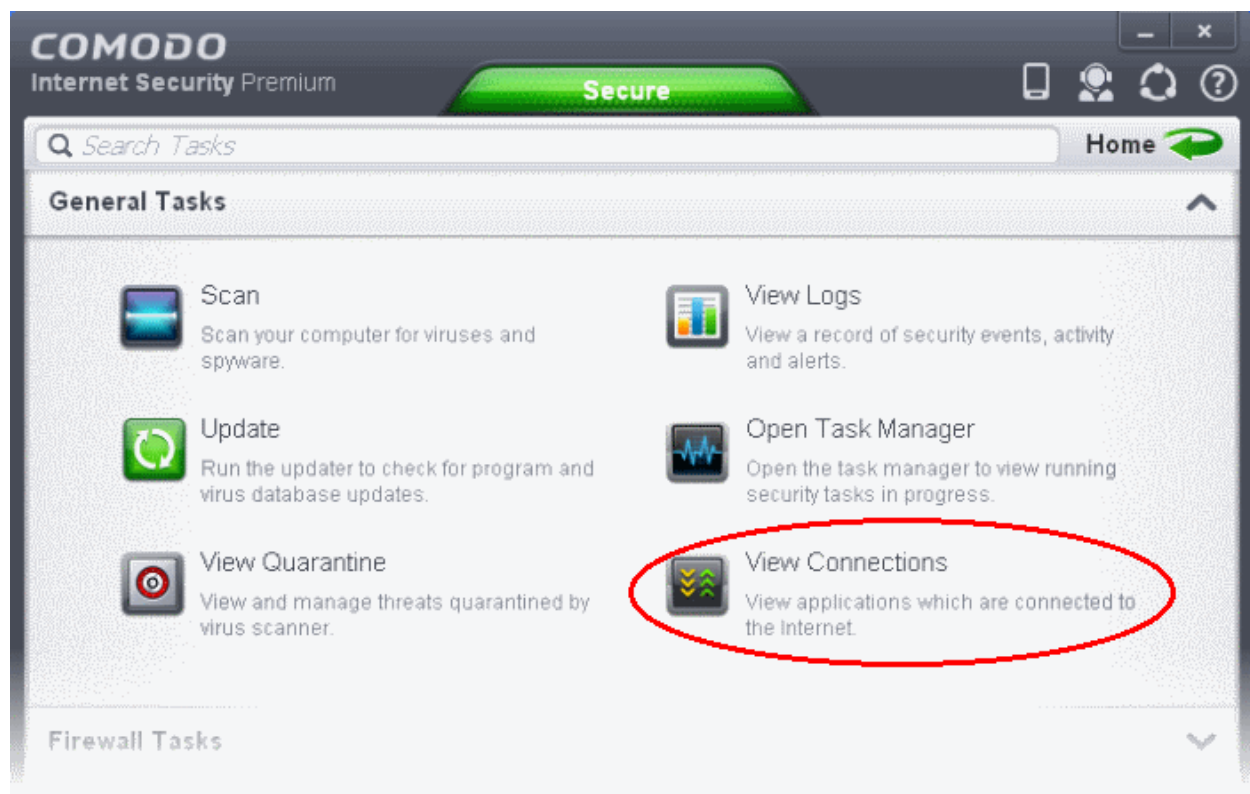 COMODO
Internet Security Premium
Secure
Search Tasks
Home
General Tasks
Scan
Scan your computer for viruses and
spyware.
View Logs
View a record of security events, activity
and alerts.
Update
Run the updater to check for program and
virus database updates.
Open Task Manager
Open the task manager to view running
security tasks in progress.
View Quarantine
View and manage threats quarantined by
virus scanner.
View Connections
View applications which are connected to
the Internet.
Firewall Tasks